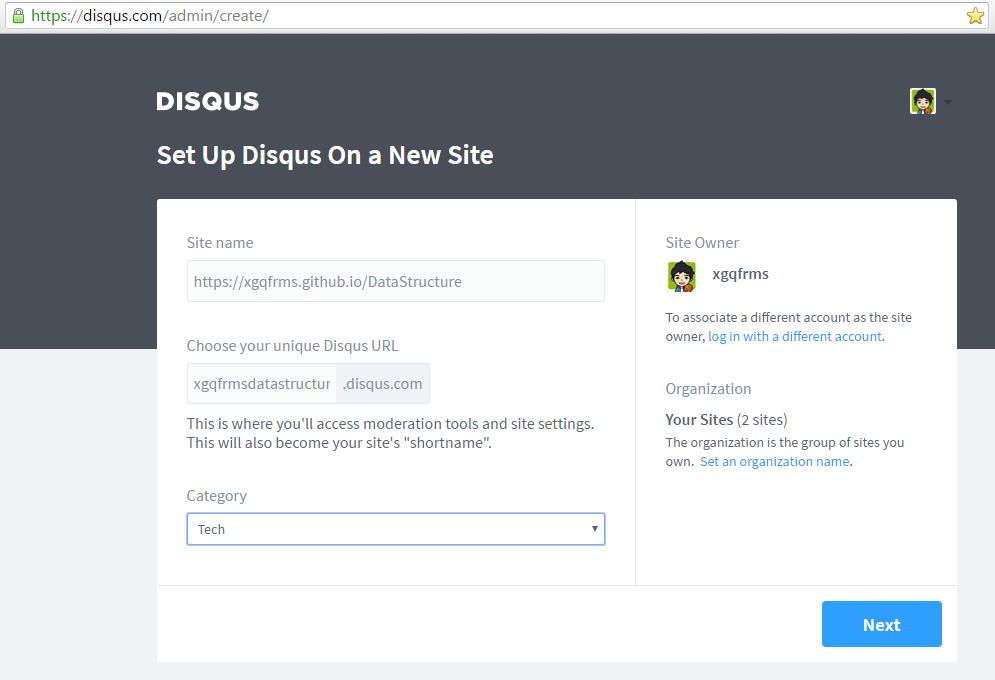 https://disqus.com/admin/create/
DISQUS
Set Up Disqus On a New Site
Site name
https://xgqfrms.github.io/DataStructure
Choose your unique Disqus URL
xgqfrmsdatastructur .disqus.com
This is where you'll access moderation tools and site settings.
This will also become your site's "shortname".
Category
Tech
Site Owner
xgqfrms
To associate a different account as the site
owner, log in with a different account.
Organization
Your Sites (2 sites)
The organization is the group of sites you
own. Set an organization name.
Next